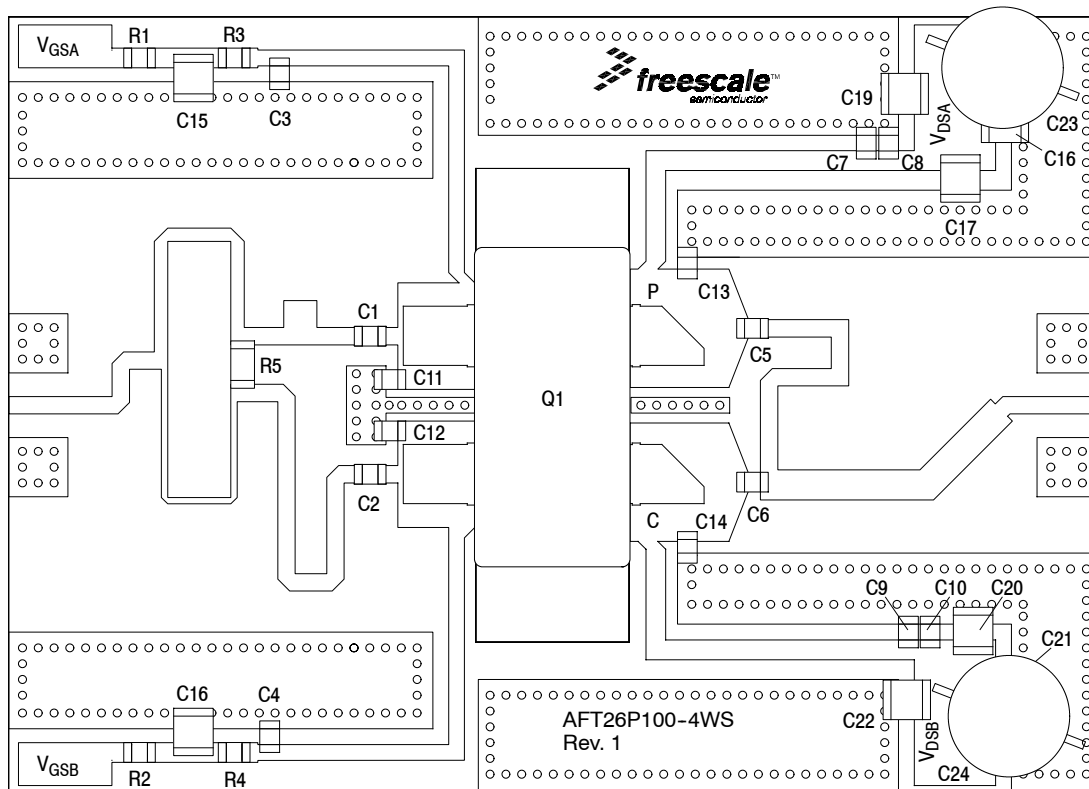 VGSA
R1
R3
C15
C3
freescale™
semiconductor
C19
VDSA
C23
C7
C8
C16
C17
C13
P
C1
C5
R5
C11
Q1
C12
C2
C6
C
C14
C9
C10
C20
C21
C16
C4
AFT26P100-4WS
Rev. 1
C22
VDSB
C24
VGSB
R2
R4